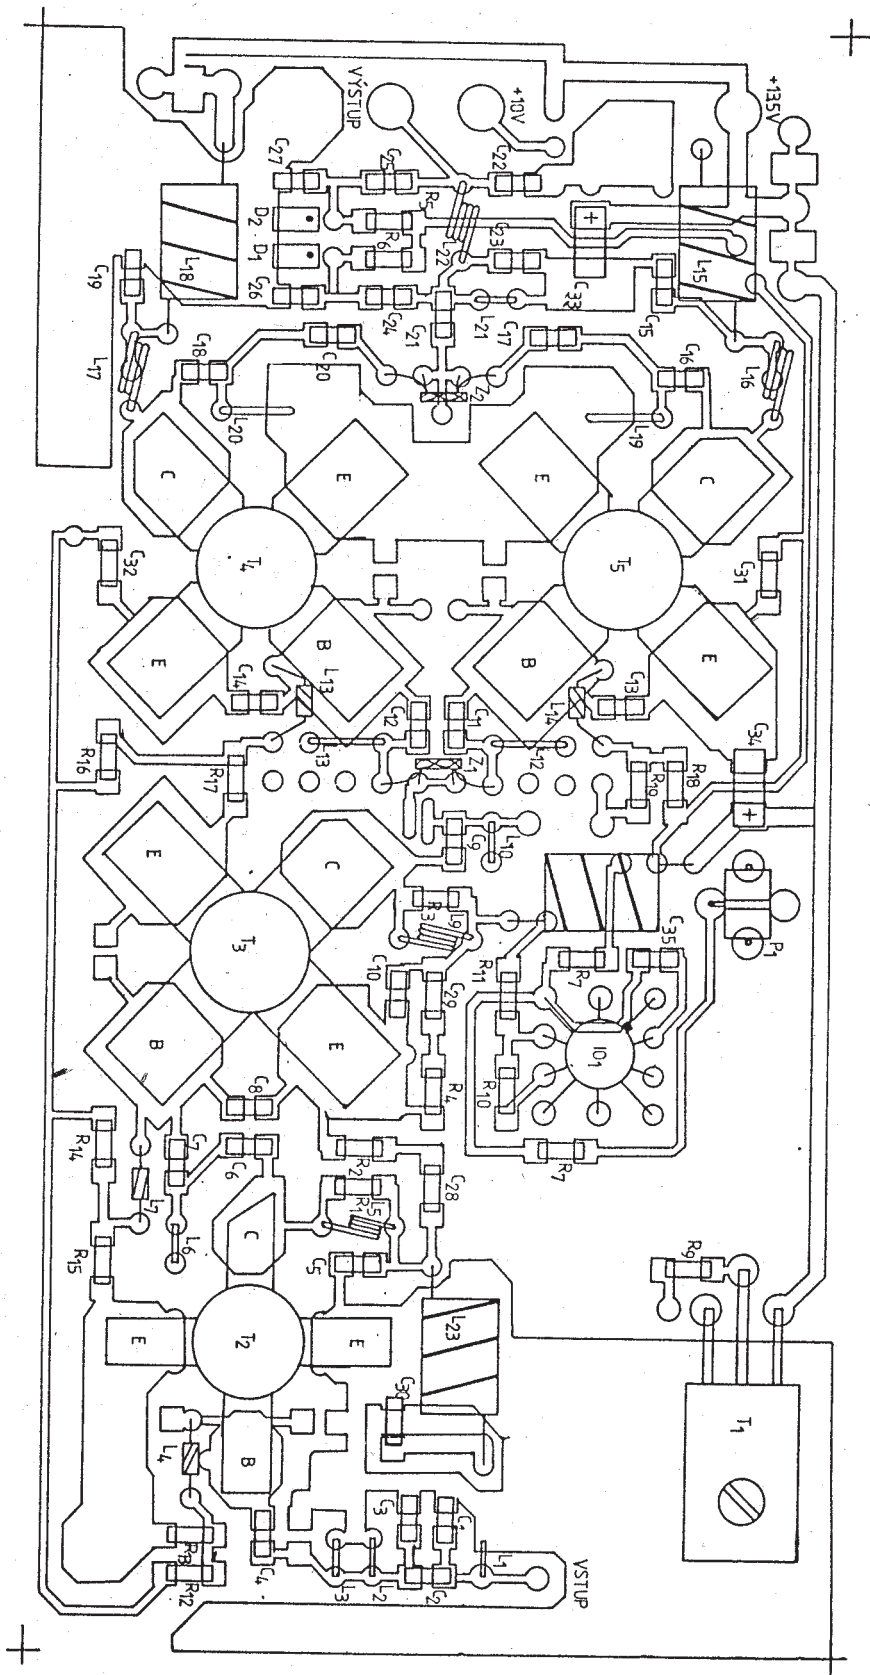 +13,5V
+10V
VÝSTUP
C27
C25
C22
D2
D1
R5
R6
C23
C33
+
L15
L18
L22
C19
C26
C24
C21
L21
C17
C15
L17
C18
C20
Z2
C16
L16
L20
L19
C
E
E
C
T4
T5
C32
C31
E
B
B
E
C14
L13
L14
C13
C12
C11
C34
+
R16
R17
L13
Z1
L12
R19
R18
C9
L10
E
C
R3
L9
P1
T3
C10
C29
R11
R7
C35
IO1
B
E
C8
R4
R10
R14
C7
C6
R2
C28
R7
L7
R1
L5
R15
L6
C
C5
R9
E
T2
E
L23
C30
T1
L4
B
C3
C1
L1
R13
R12
C4
L3
L2
C2
VSTUP